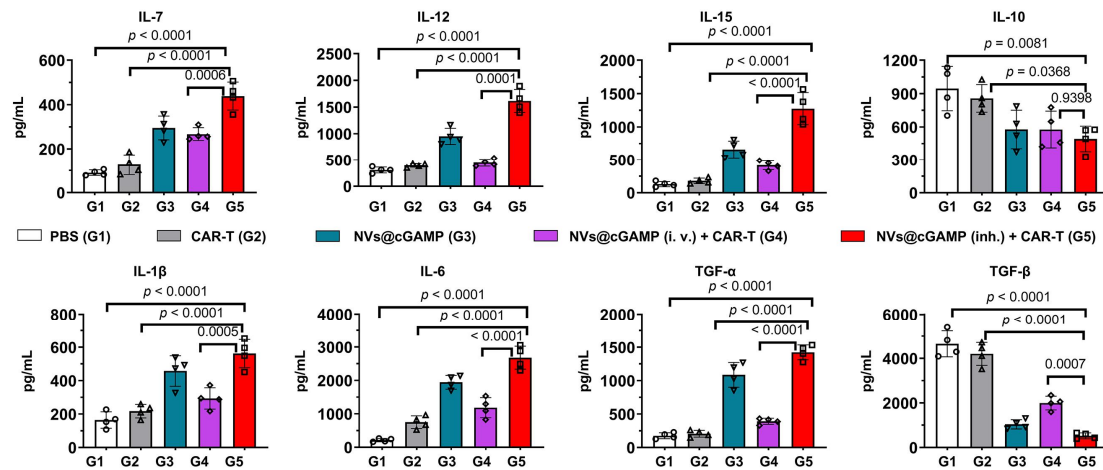 IL-7
p < 0.0001
p < 0.0001
0.0006
pg/mL
600
400
200
0
G1 G2 G3 G4 G5
IL-12
p < 0.0001
p < 0.0001
0.0001
pg/mL
2500
2000
1500
1000
500
0
G1 G2 G3 G4 G5
IL-15
p < 0.0001
p < 0.0001
< 0.0001
pg/mL
2000
1500
1000
500
0
G1 G2 G3 G4 G5
IL-10
p = 0.0081
p = 0.0368
0.9398
pg/mL
1200
900
600
300
0
G1 G2 G3 G4 G5
PBS (G1) CAR-T (G2) NVs@cGAMP (G3) NVs@cGAMP (i. v.) + CAR-T (G4) NVs@cGAMP (inh.) + CAR-T (G5)
IL-1β
p < 0.0001
p < 0.0001
0.0005
pg/mL
800
600
400
200
0
G1 G2 G3 G4 G5
IL-6
p < 0.0001
p < 0.0001
< 0.0001
pg/mL
4000
3000
2000
1000
0
G1 G2 G3 G4 G5
TGF-α
p < 0.0001
p < 0.0001
< 0.0001
pg/mL
2000
1500
1000
500
0
G1 G2 G3 G4 G5
TGF-β
p < 0.0001
p < 0.0001
0.0007
pg/mL
6000
4000
2000
0
G1 G2 G3 G4 G5